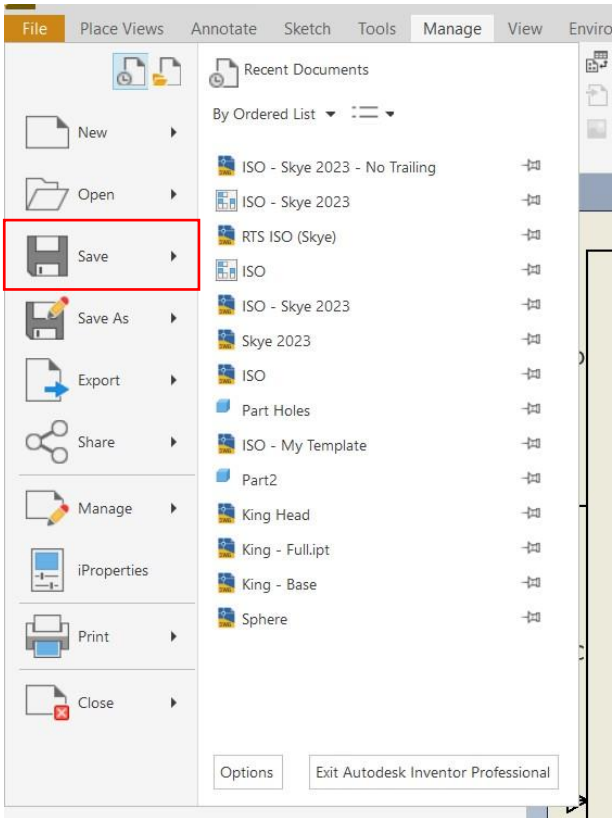 File Place Views Annotate Sketch Tools Manage View Enviro
Recent Documents
By Ordered List
New
Open
Save
Save As
Export
Share
Manage
iProperties
Print
Close
ISO - Skye 2023 - No Trailing
ISO - Skye 2023
RTS ISO (Skye)
ISO
ISO - Skye 2023
Skye 2023
ISO
Part Holes
ISO - My Template
Part2
King Head
King - Full.ipt
King - Base
Sphere
Options Exit Autodesk Inventor Professional